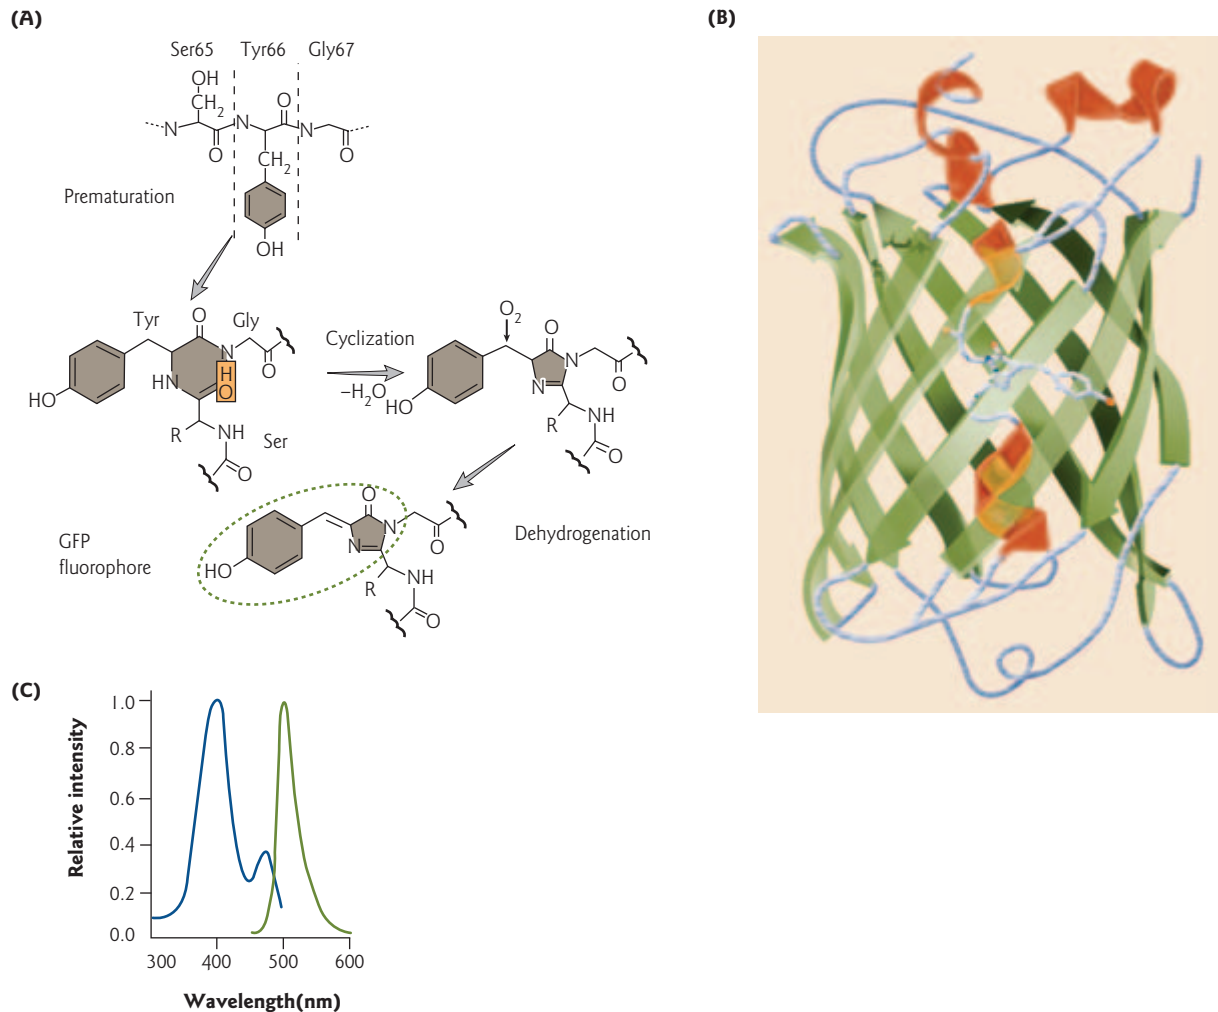 (A)
Ser65 Tyr66 Gly67
OH
CH2
N
O
N
O
N
O
CH2
OH
Prematuration
Tyr
O
Gly
N
O
H
O
HN
HO
R
NH
O
Ser
Cyclization
–H2O
O2
O
N
O
N
HO
R
NH
O
Dehydrogenation
GFP
fluorophore
O
N
O
N
HO
R
NH
O
(B)
(C)
Relative intensity
1.0
0.8
0.6
0.4
0.2
0.0
300 400 500 600
Wavelength(nm)